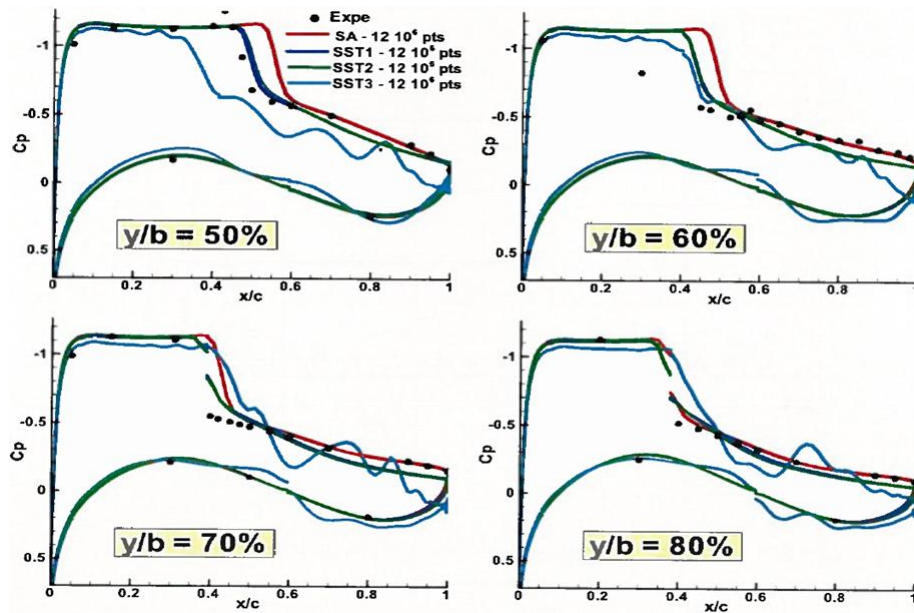 Expe
SA - 12 10⁶ pts
SST1 - 12 10⁶ pts
SST2 - 12 10⁶ pts
SST3 - 12 10⁶ pts
-1
-0.5
0
0.5
Cp
0 0.2 0.4 0.6 0.8 1
x/c
y/b = 50%
-1
-0.5
0
0.5
Cp
0 0.2 0.4 0.6 0.8 1
x/c
y/b = 60%
-1
-0.5
0
0.5
Cp
0 0.2 0.4 0.6 0.8 1
x/c
y/b = 70%
-1
-0.5
0
0.5
Cp
0 0.2 0.4 0.6 0.8 1
x/c
y/b = 80%